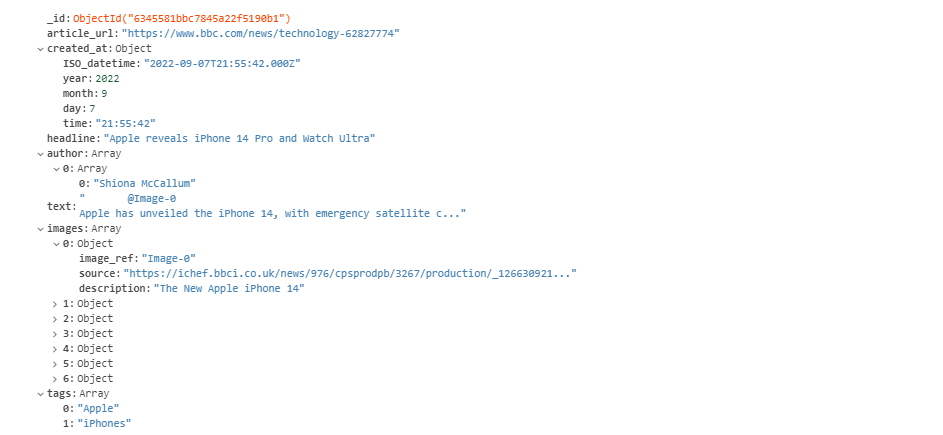 _id: ObjectId("6345581bbc7845a22f5190b1")
article_url: "https://www.bbc.com/news/technology-62827774"
created_at: Object
ISO_datetime: "2022-09-07T21:55:42.000Z"
year: 2022
month: 9
day: 7
time: "21:55:42"
headline: "Apple reveals iPhone 14 Pro and Watch Ultra"
author: Array
0: Array
0: "Shiona McCallum"
text: "       @Image-0
Apple has unveiled the iPhone 14, with emergency satellite c..."
images: Array
0: Object
image_ref: "Image-0"
source: "https://ichef.bbci.co.uk/news/976/cpsprodpb/3267/production/_126630921..."
description: "The New Apple iPhone 14"
1: Object
2: Object
3: Object
4: Object
5: Object
6: Object
tags: Array
0: "Apple"
1: "iPhones"